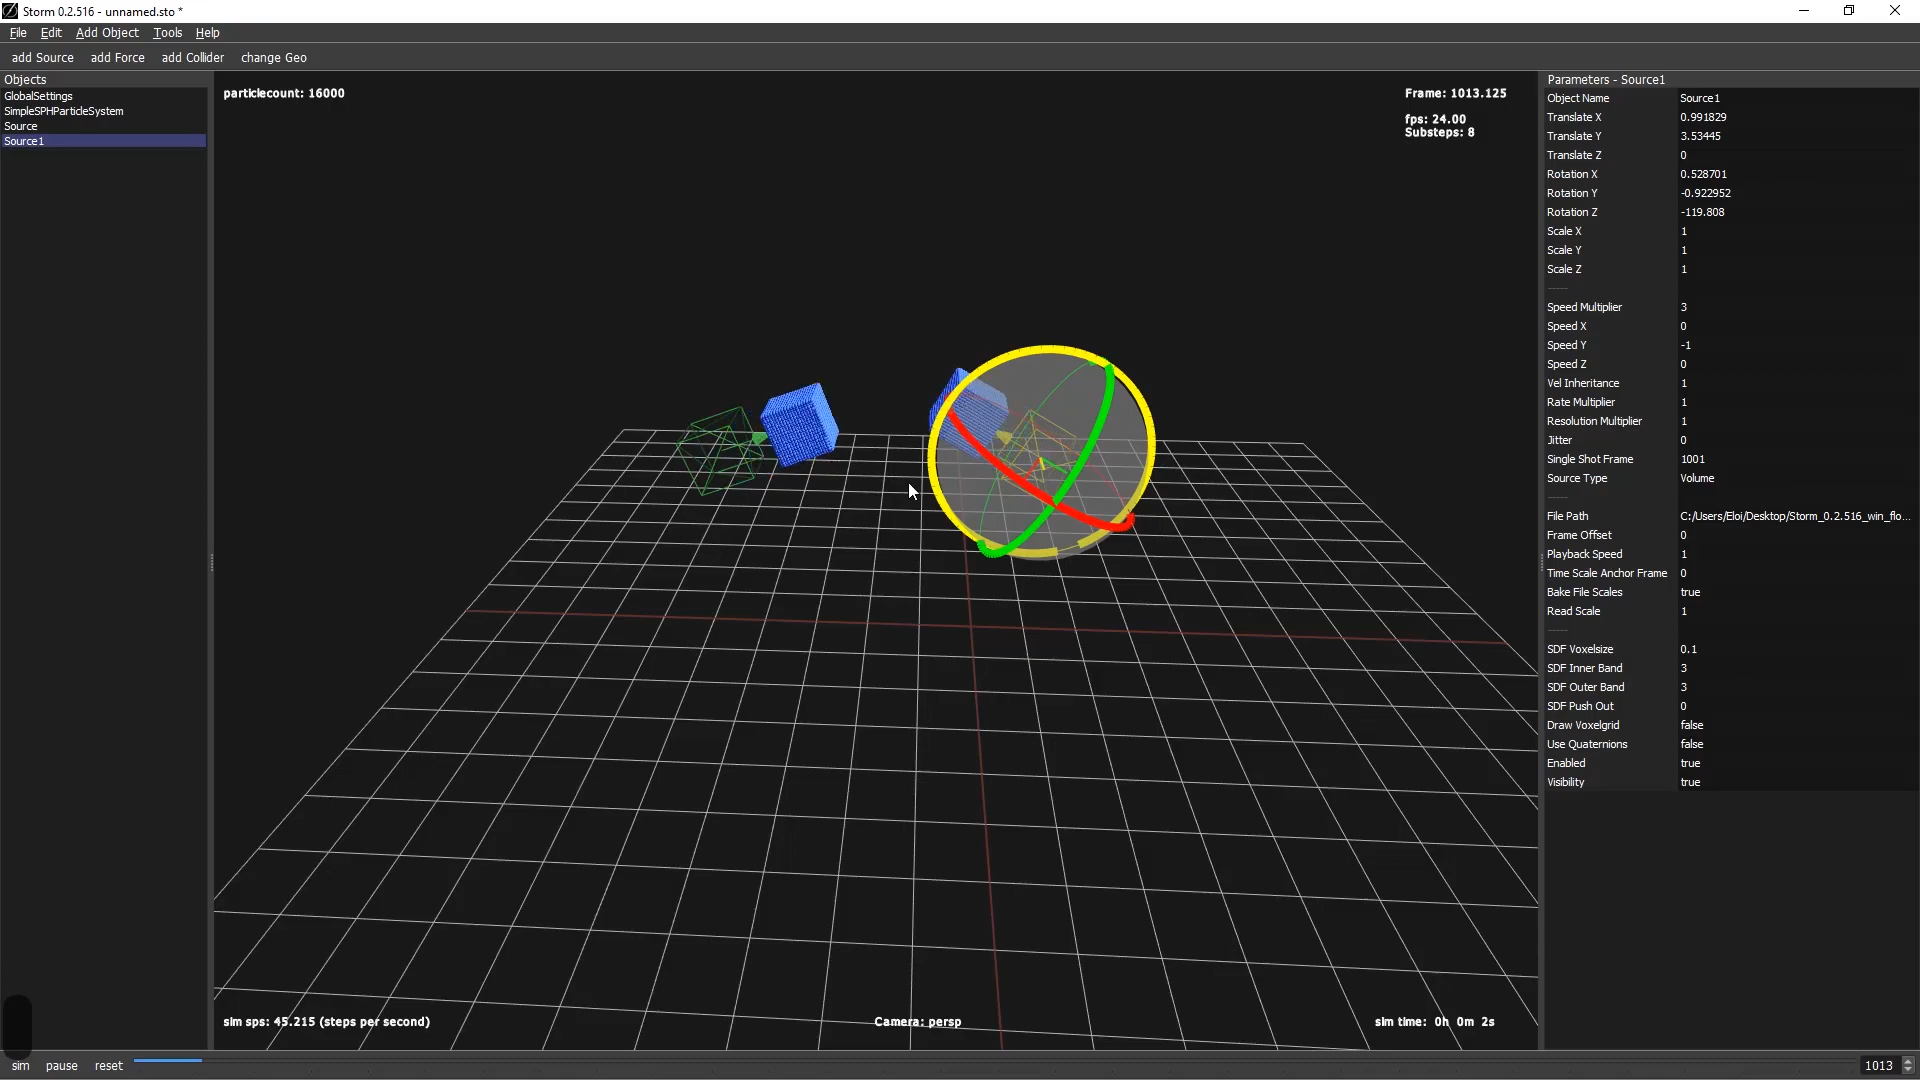 Storm 0.2.516 - unnamed.sto *
File Edit Add Object Tools Help
add Source add Force add Collider change Geo
Objects
GlobalSettings
SimpleSPHParticleSystem
Source
Source1
particlecount: 16000
Frame: 1013.125
fps: 24.00
Substeps: 8
sim sps: 45.215 (steps per second)
Camera: persp
sim time: 0h 0m 2s
Parameters - Source1
Object Name Source1
Translate X 0.991829
Translate Y 3.53445
Translate Z 0
Rotation X 0.528701
Rotation Y -0.922952
Rotation Z -119.808
Scale X 1
Scale Y 1
Scale Z 1
Speed Multiplier 3
Speed X 0
Speed Y -1
Speed Z 0
Vel Inheritance 1
Rate Multiplier 1
Resolution Multiplier 1
Jitter 0
Single Shot Frame 1001
Source Type Volume
File Path C:/Users/Eloi/Desktop/Storm_0.2.516_win_flo...
Frame Offset 0
Playback Speed 1
Time Scale Anchor Frame 0
Bake File Scales true
Read Scale 1
SDF Voxelsize 0.1
SDF Inner Band 3
SDF Outer Band 3
SDF Push Out 0
Draw Voxelgrid false
Use Quaternions false
Enabled true
Visibility true
sim pause reset
1013